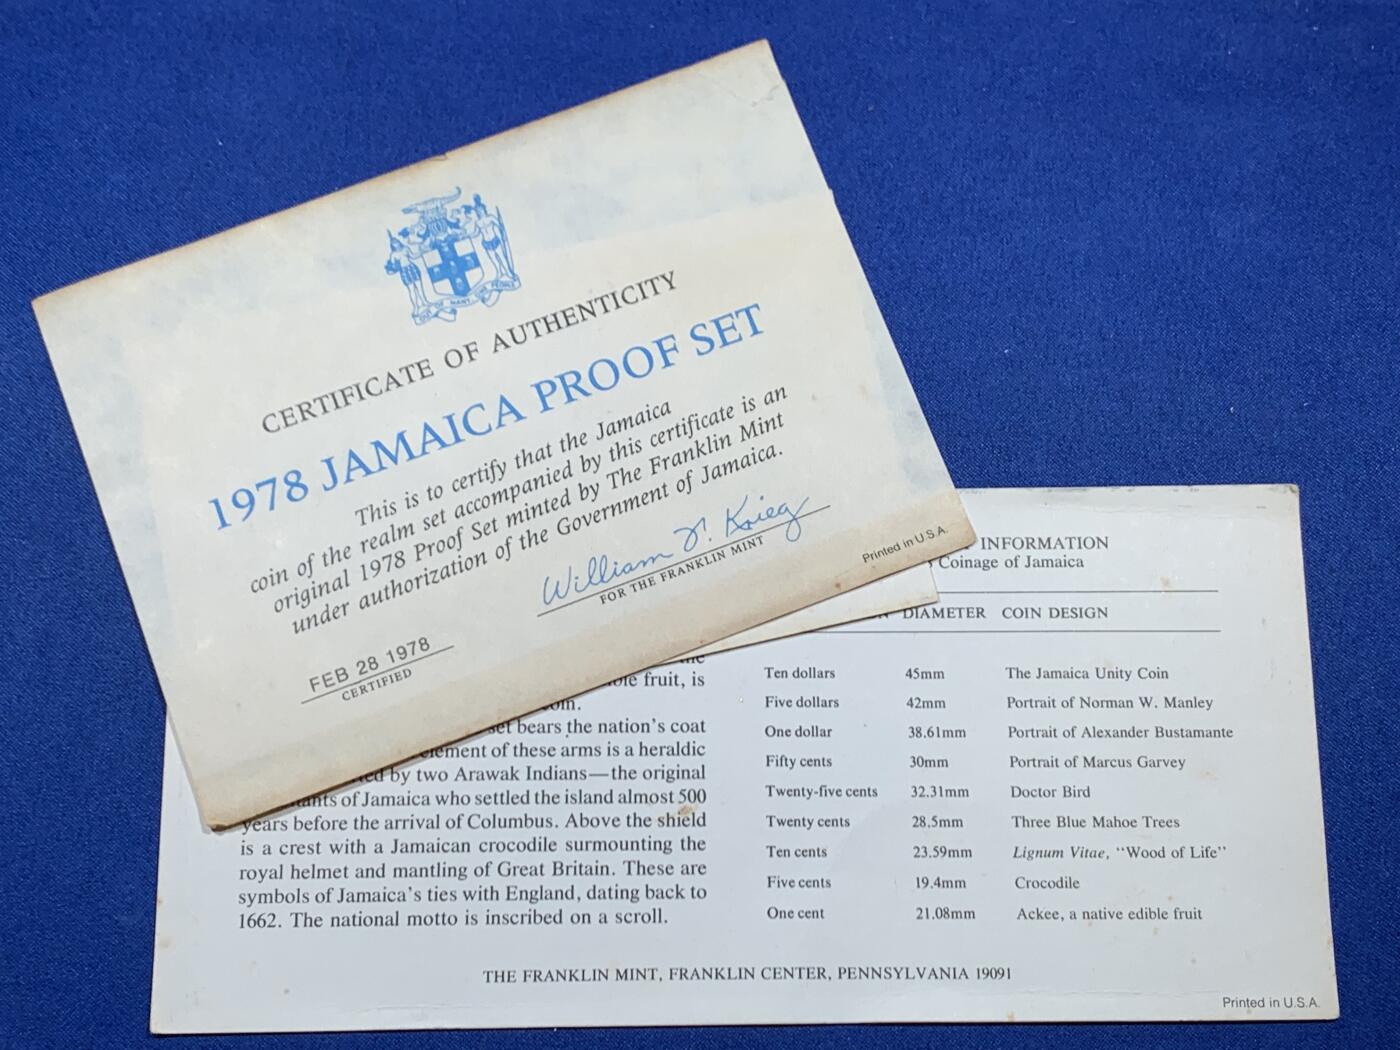 CERTIFICATE OF AUTHENTICITY
1978 JAMAICA PROOF SET
This is to certify that the Jamaica
coin of the realm set accompanied by this certificate is an
original 1978 Proof Set minted by The Franklin Mint
under authorization of the Government of Jamaica.
William T. Krieg
FOR THE FRANKLIN MINT
FEB 28 1978
CERTIFIED
Printed in U.S.A.
INFORMATION
Coinage of Jamaica
DIAMETER COIN DESIGN
Ten dollars 45mm The Jamaica Unity Coin
Five dollars 42mm Portrait of Norman W. Manley
One dollar 38.61mm Portrait of Alexander Bustamante
Fifty cents 30mm Portrait of Marcus Garvey
Twenty-five cents 32.31mm Doctor Bird
Twenty cents 28.5mm Three Blue Mahoe Trees
Ten cents 23.59mm Lignum Vitae, "Wood of Life"
Five cents 19.4mm Crocodile
One cent 21.08mm Ackee, a native edible fruit
fruit, is
set bears the nation's coat
of these arms is a heraldic
by two Arawak Indians—the original
of Jamaica who settled the island almost 500
years before the arrival of Columbus. Above the shield
is a crest with a Jamaican crocodile surmounting the
royal helmet and mantling of Great Britain. These are
symbols of Jamaica's ties with England, dating back to
1662. The national motto is inscribed on a scroll.
THE FRANKLIN MINT, FRANKLIN CENTER, PENNSYLVANIA 19091
Printed in U.S.A.